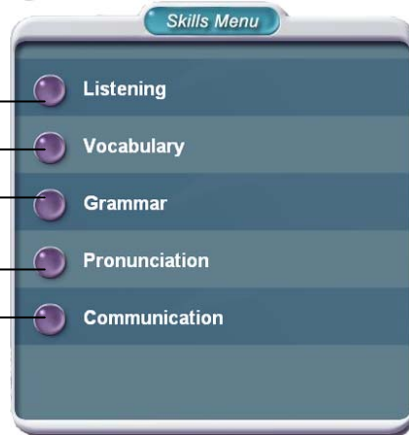 Skills Menu
Listening
Vocabulary
Grammar
Pronunciation
Communication